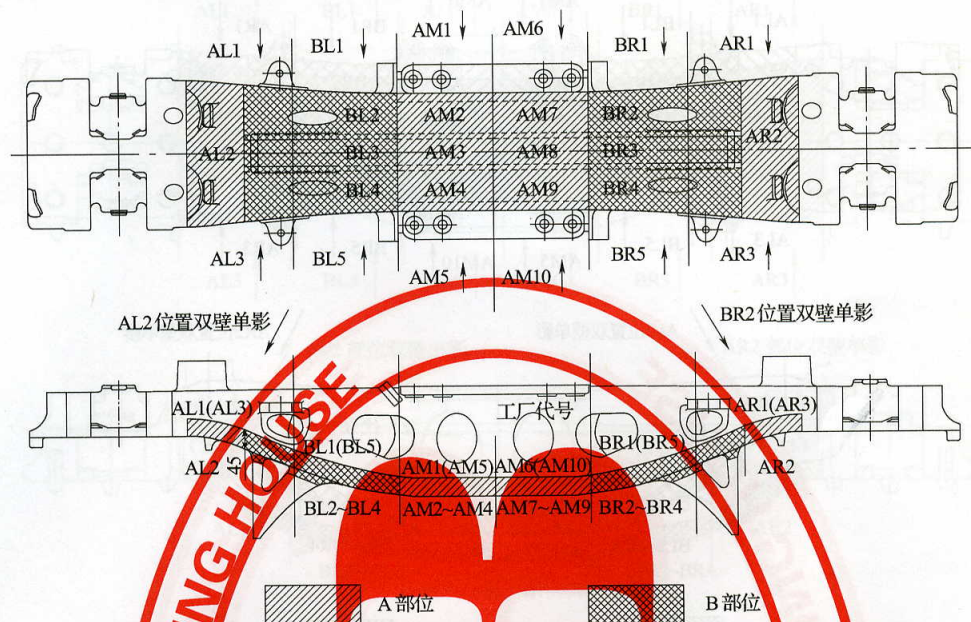 AL1 BL1 AM1 AM6 BR1 AR1
BL2 AM2 AM7 BR2
AL2 BL3 AM3 AM8 BR3 AR2
BL4 AM4 AM9 BR4
AL3 BL5 AM5 AM10 BR5 AR3
AL2位置双壁单影 BR2位置双壁单影
AL1(AL3) 工厂代号 AR1(AR3)
BL1(BL5) BR1(BR5)
AL2 45 AM1(AM5) AM6(AM10) AR2
BL2~BL4 AM2~AM4 AM7~AM9 BR2~BR4
A部位 B部位
ING HOUSE